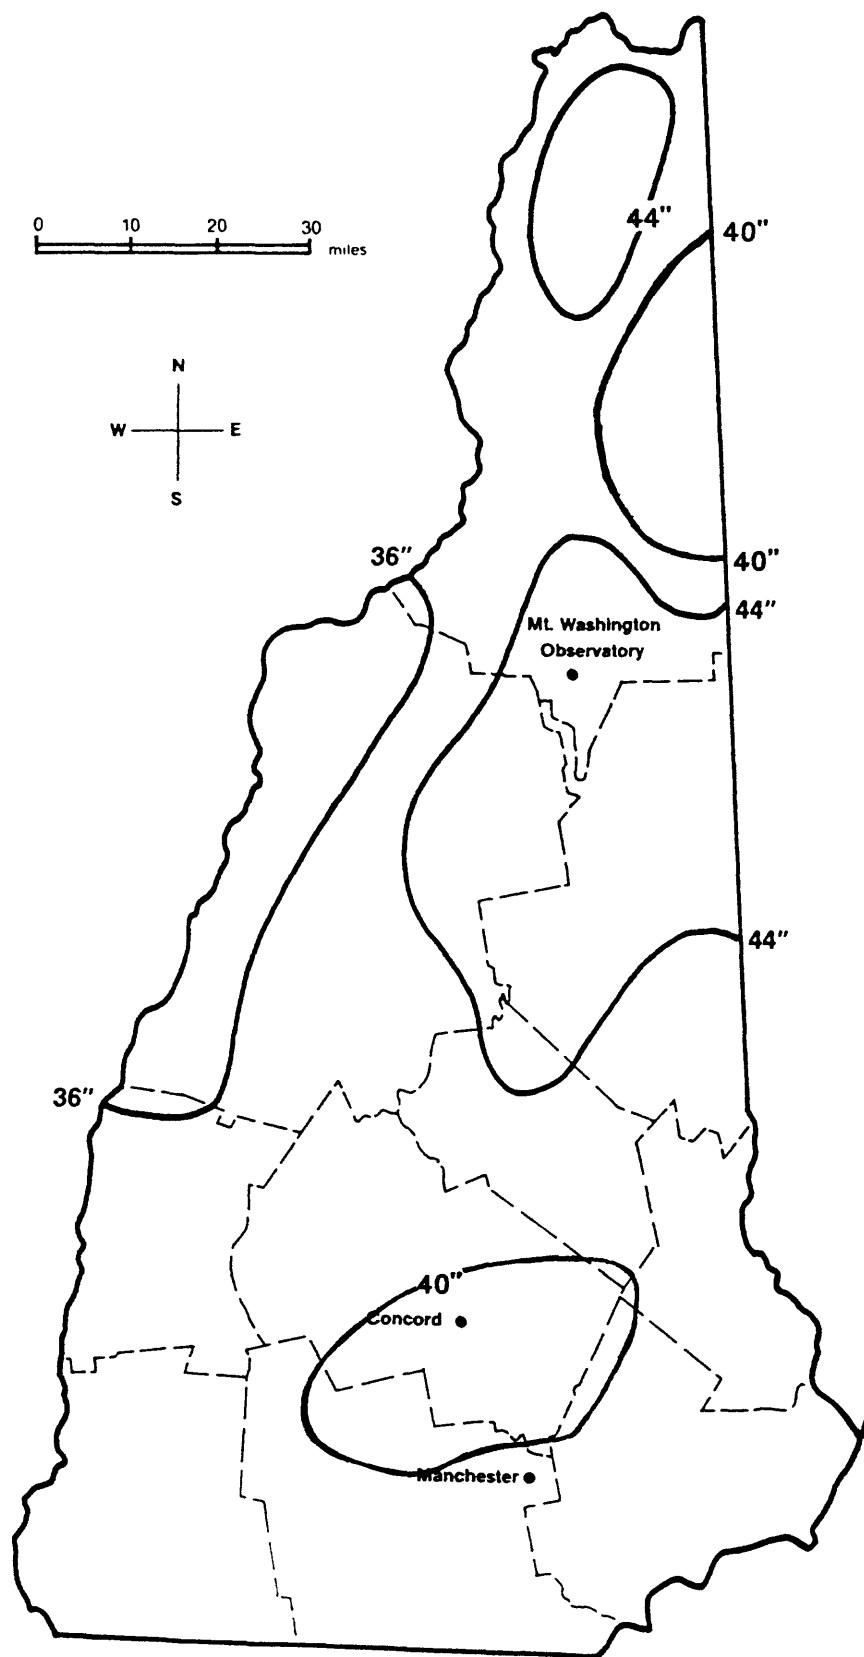 0 10 20 30
miles
44"
40"
N
W E
S
36"
40"
44"
Mt. Washington
Observatory
44"
36"
40"
Concord
Manchester